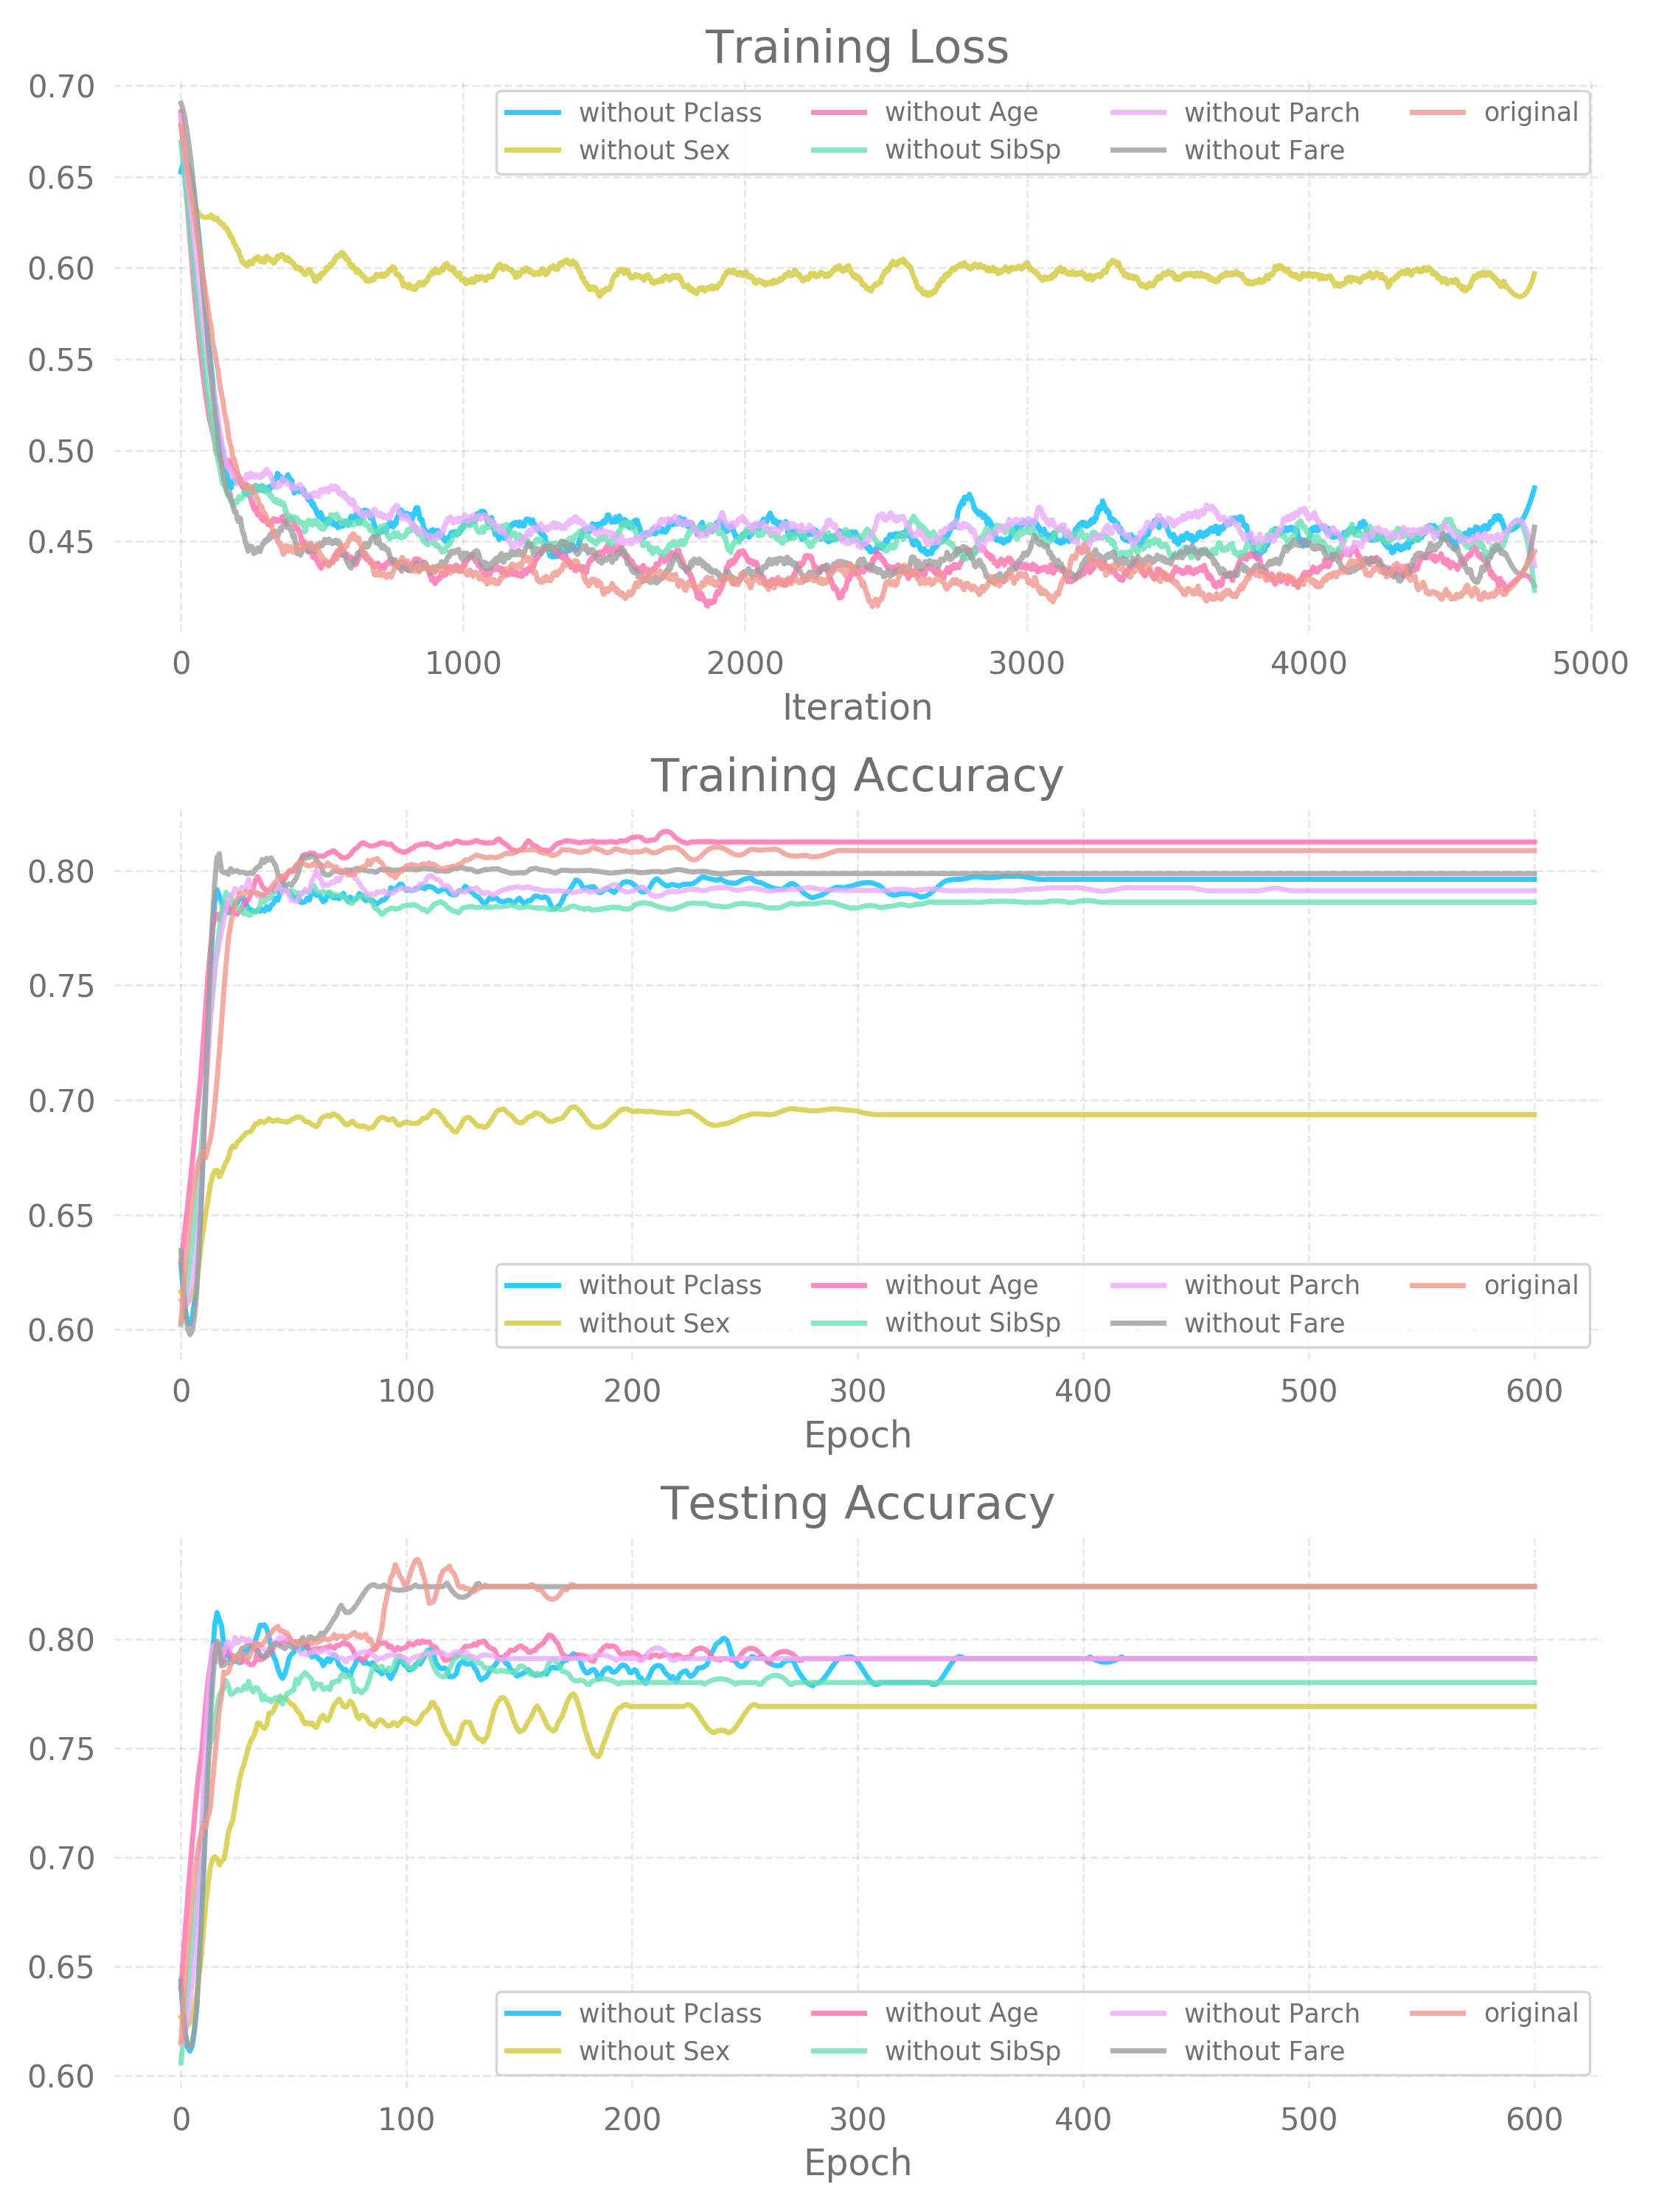 Training Loss
0.70
without Pclass without Age without Parch original
without Sex without SibSp without Fare
0.65
0.60
0.55
0.50
0.45
0 1000 2000 3000 4000 5000
Iteration
Training Accuracy
0.80
0.75
0.70
0.65
without Pclass without Age without Parch original
without Sex without SibSp without Fare
0.60
0 100 200 300 400 500 600
Epoch
Testing Accuracy
0.80
0.75
0.70
0.65
without Pclass without Age without Parch original
without Sex without SibSp without Fare
0.60
0 100 200 300 400 500 600
Epoch